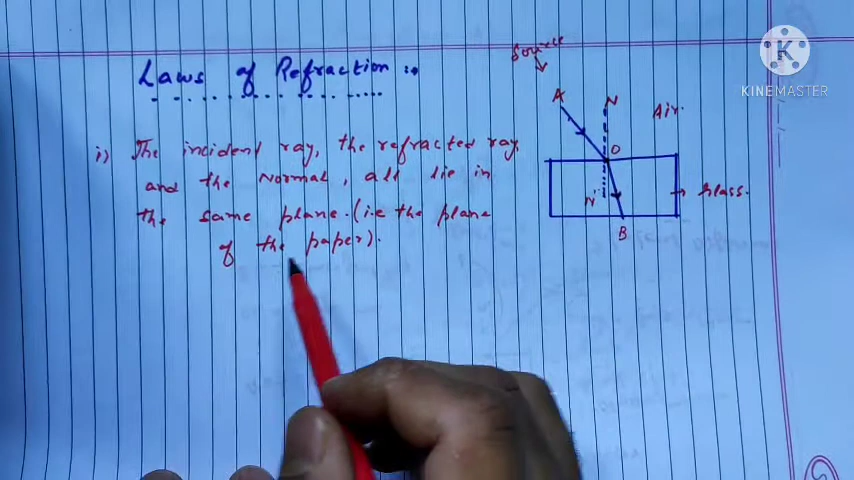 Laws of Refraction :-
i) The incident ray, the refracted ray,
and the Normal, all lie in
the same plane. (i.e the plane
of the paper).
Source
A
N
Air.
O
N'
→ Glass.
B
K
KINEMASTER